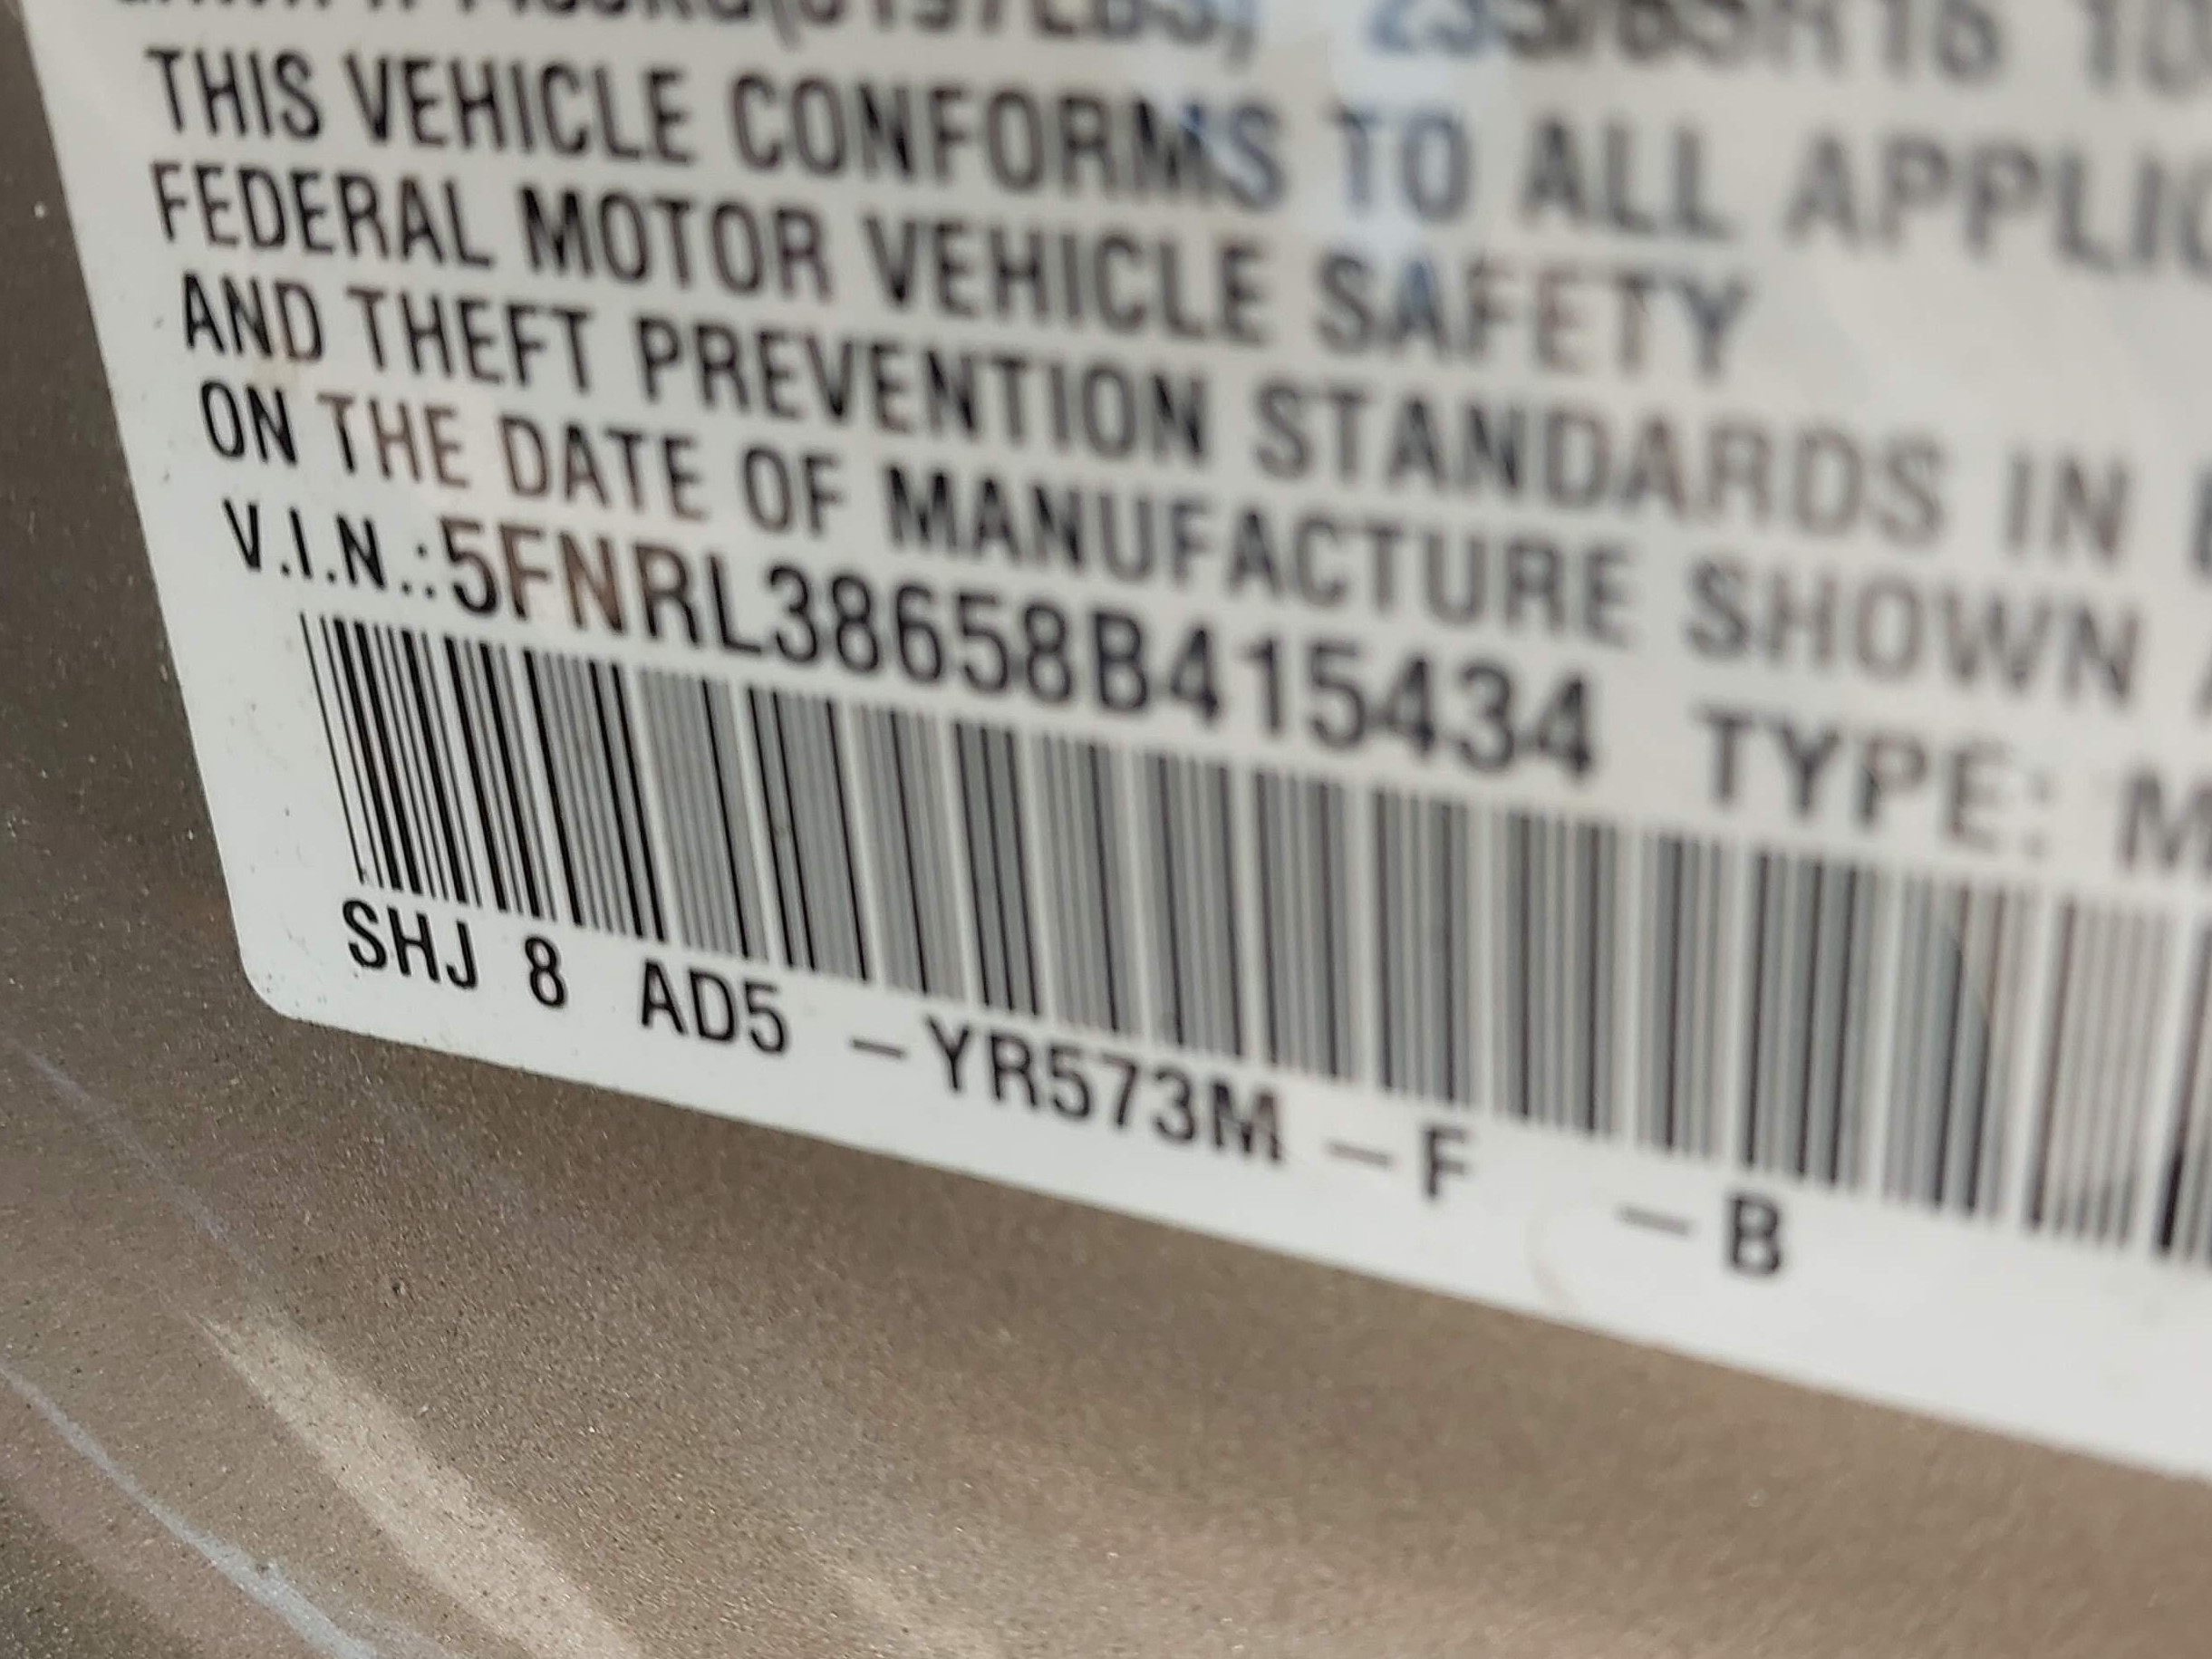 THIS VEHICLE CONFORMS TO ALL APPLIC
FEDERAL MOTOR VEHICLE SAFETY
AND THEFT PREVENTION STANDARDS IN
ON THE DATE OF MANUFACTURE SHOWN
V.I.N.:5FNRL38658B415434 TYPE: M
SHJ 8 AD5 -YR573M -F -B